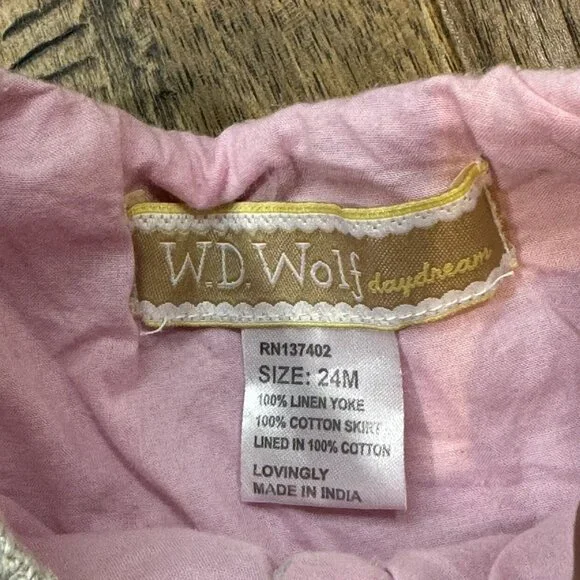 W.D. Wolf daydream
RN137402
SIZE: 24M
100% LINEN YOKE
100% COTTON SKIRT
LINED IN 100% COTTON
LOVINGLY
MADE IN INDIA